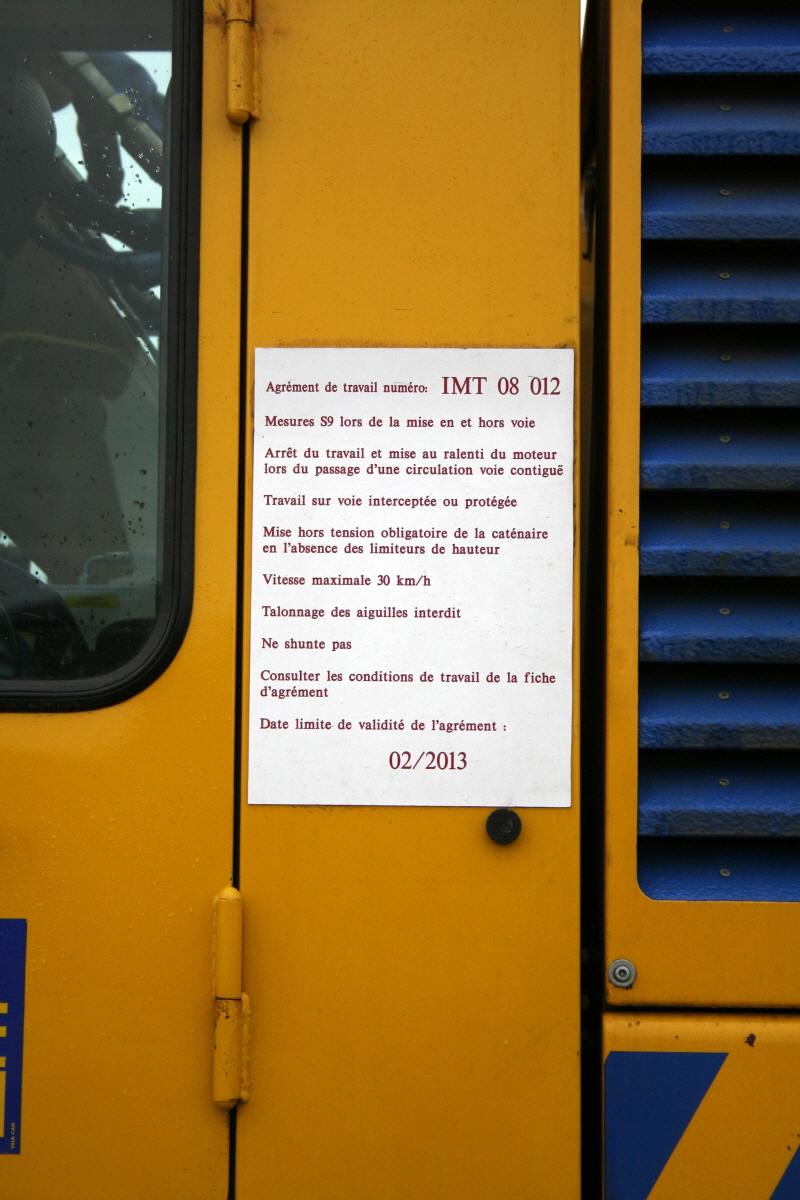 Agrément de travail numéro: IMT 08 012
Mesures S9 lors de la mise en et hors voie
Arrêt du travail et mise au ralenti du moteur
lors du passage d'une circulation voie contiguë
Travail sur voie interceptée ou protégée
Mise hors tension obligatoire de la caténaire
en l'absence des limiteurs de hauteur
Vitesse maximale 30 km/h
Talonnage des aiguilles interdit
Ne shunte pas
Consulter les conditions de travail de la fiche
d'agrément
Date limite de validité de l'agrément :
02/2013